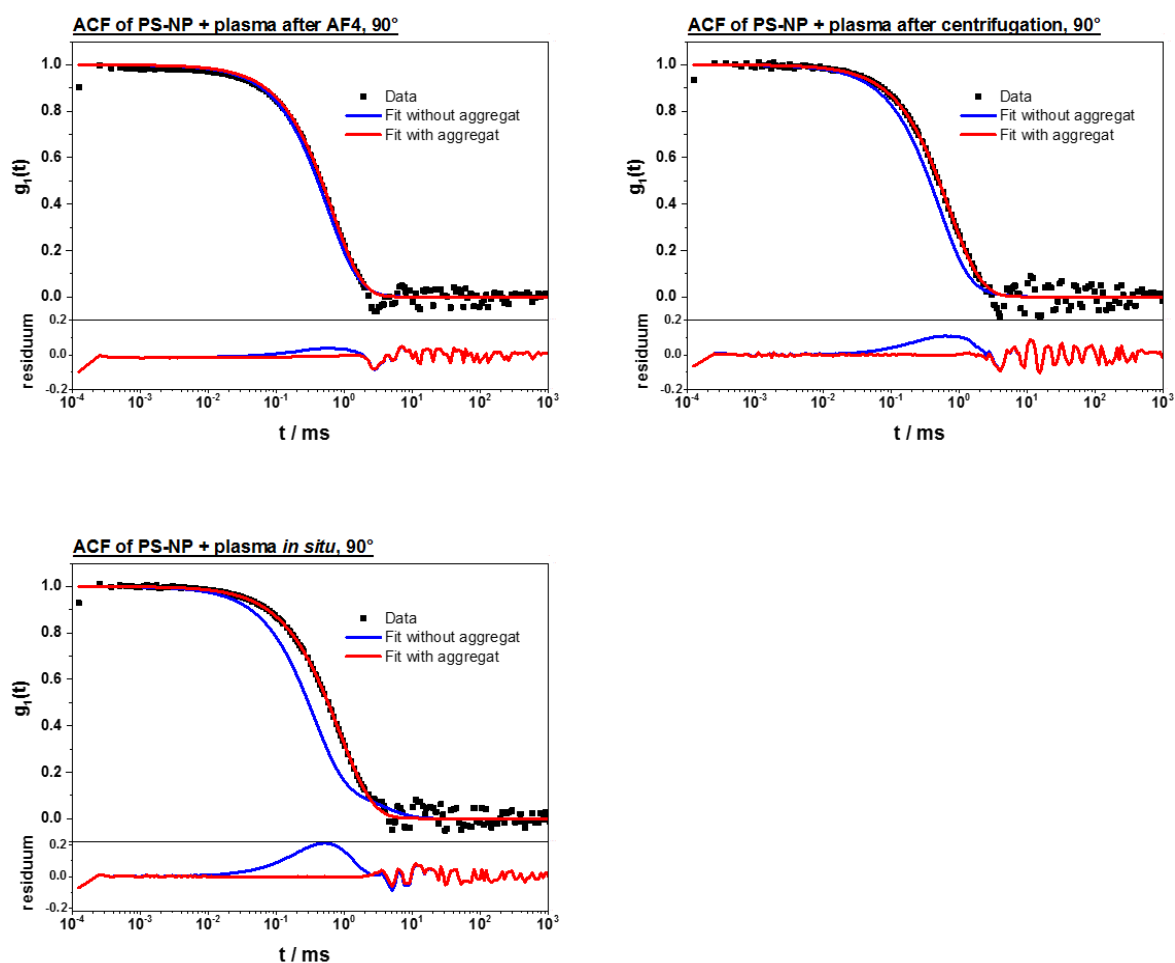 ACF of PS-NP + plasma after AF4, 90°
1.0
0.8
0.6
0.4
0.2
0.0
g₁(t)
Data
Fit without aggregat
Fit with aggregat
0.2
0.0
-0.2
residuum
10⁻⁴ 10⁻³ 10⁻² 10⁻¹ 10⁰ 10¹ 10² 10³
t / ms
ACF of PS-NP + plasma after centrifugation, 90°
1.0
0.8
0.6
0.4
0.2
0.0
g₁(t)
Data
Fit without aggregat
Fit with aggregat
0.2
0.0
-0.2
residuum
10⁻⁴ 10⁻³ 10⁻² 10⁻¹ 10⁰ 10¹ 10² 10³
t / ms
ACF of PS-NP + plasma in situ, 90°
1.0
0.8
0.6
0.4
0.2
0.0
g₁(t)
Data
Fit without aggregat
Fit with aggregat
0.2
0.0
-0.2
residuum
10⁻⁴ 10⁻³ 10⁻² 10⁻¹ 10⁰ 10¹ 10² 10³
t / ms